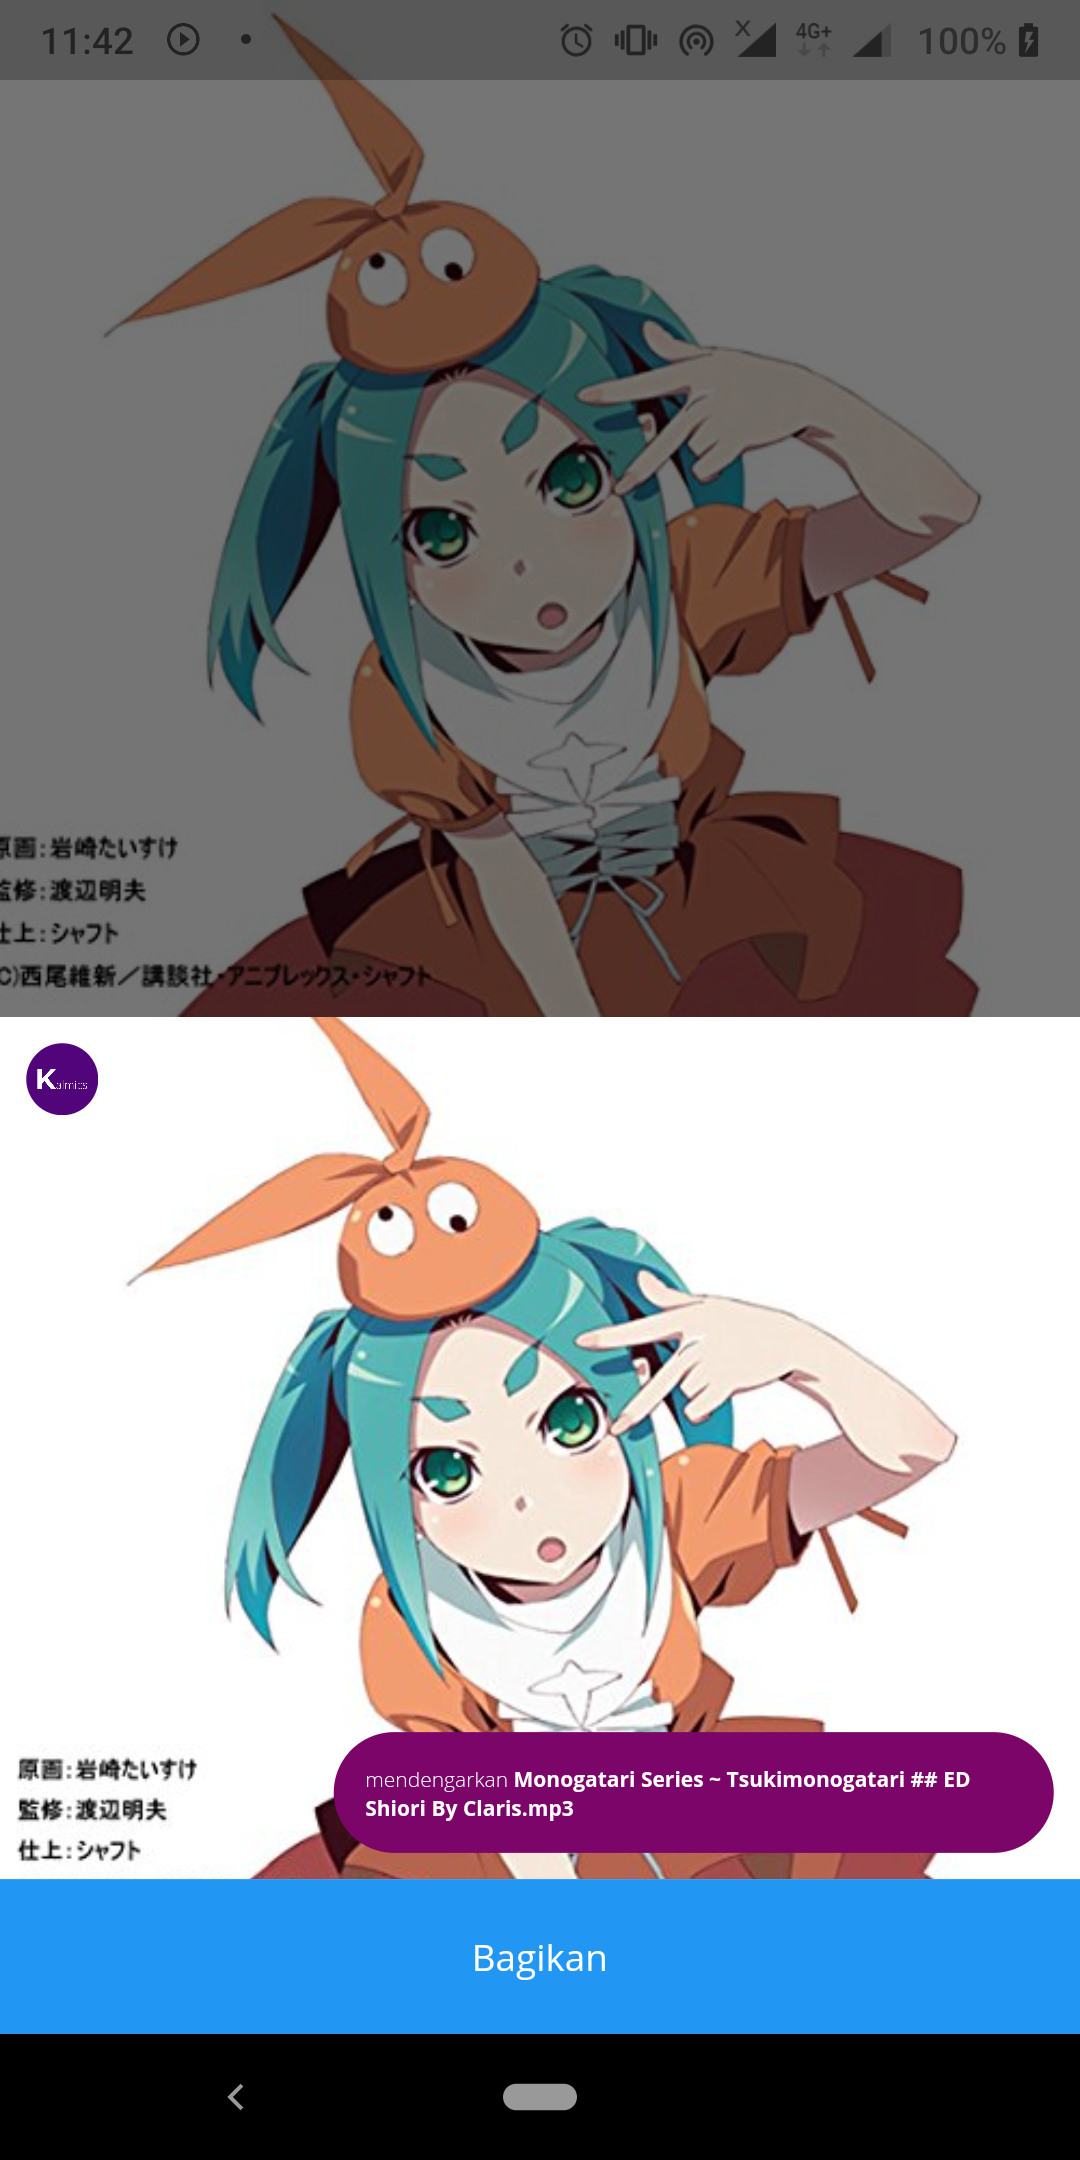 11:42
X
4G+
100%
原画:岩崎たいすけ
監修:渡辺明夫
仕上:シャフト
C)西尾維新／講談社・アニプレックス・シャフト
Kalmics
原画:岩崎たいすけ
監修:渡辺明夫
仕上:シャフト
mendengarkan Monogatari Series ~ Tsukimonogatari ## ED
Shiori By Claris.mp3
Bagikan